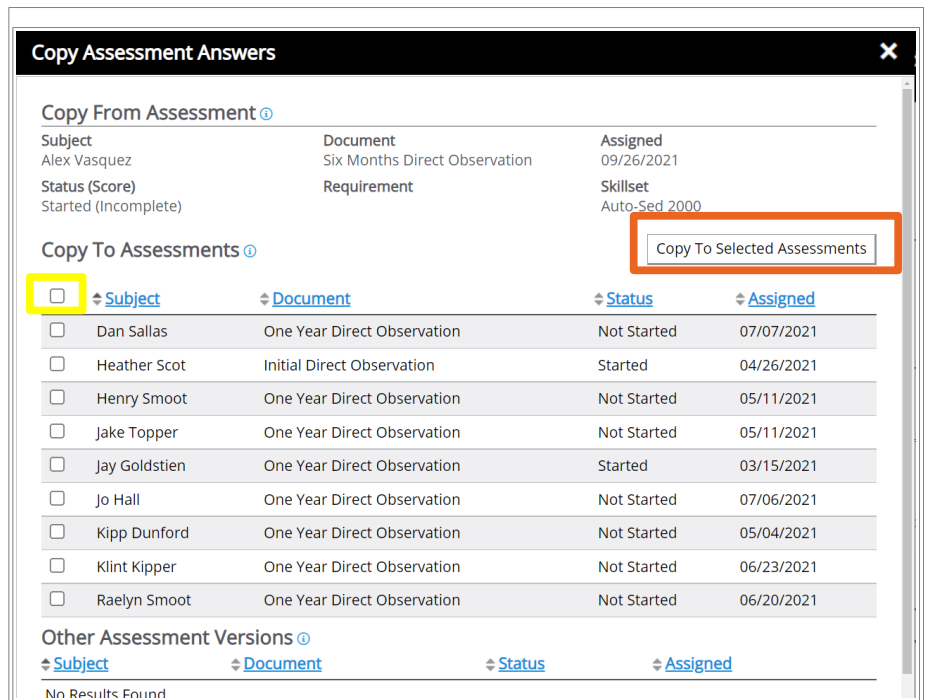 Copy Assessment Answers
Copy From Assessment
Subject Document Assigned
Alex Vasquez Six Months Direct Observation 09/26/2021
Status (Score) Requirement Skillset
Started (Incomplete) Auto-Sed 2000
Copy To Assessments Copy To Selected Assessments
Subject Document Status Assigned
Dan Sallas One Year Direct Observation Not Started 07/07/2021
Heather Scot Initial Direct Observation Started 04/26/2021
Henry Smoot One Year Direct Observation Not Started 05/11/2021
Jake Topper One Year Direct Observation Not Started 05/11/2021
Jay Goldstien One Year Direct Observation Started 03/15/2021
Jo Hall One Year Direct Observation Not Started 07/06/2021
Kipp Dunford One Year Direct Observation Not Started 05/04/2021
Klint Kipper One Year Direct Observation Not Started 06/23/2021
Raelyn Smoot One Year Direct Observation Not Started 06/20/2021
Other Assessment Versions
Subject Document Status Assigned
No Results Found